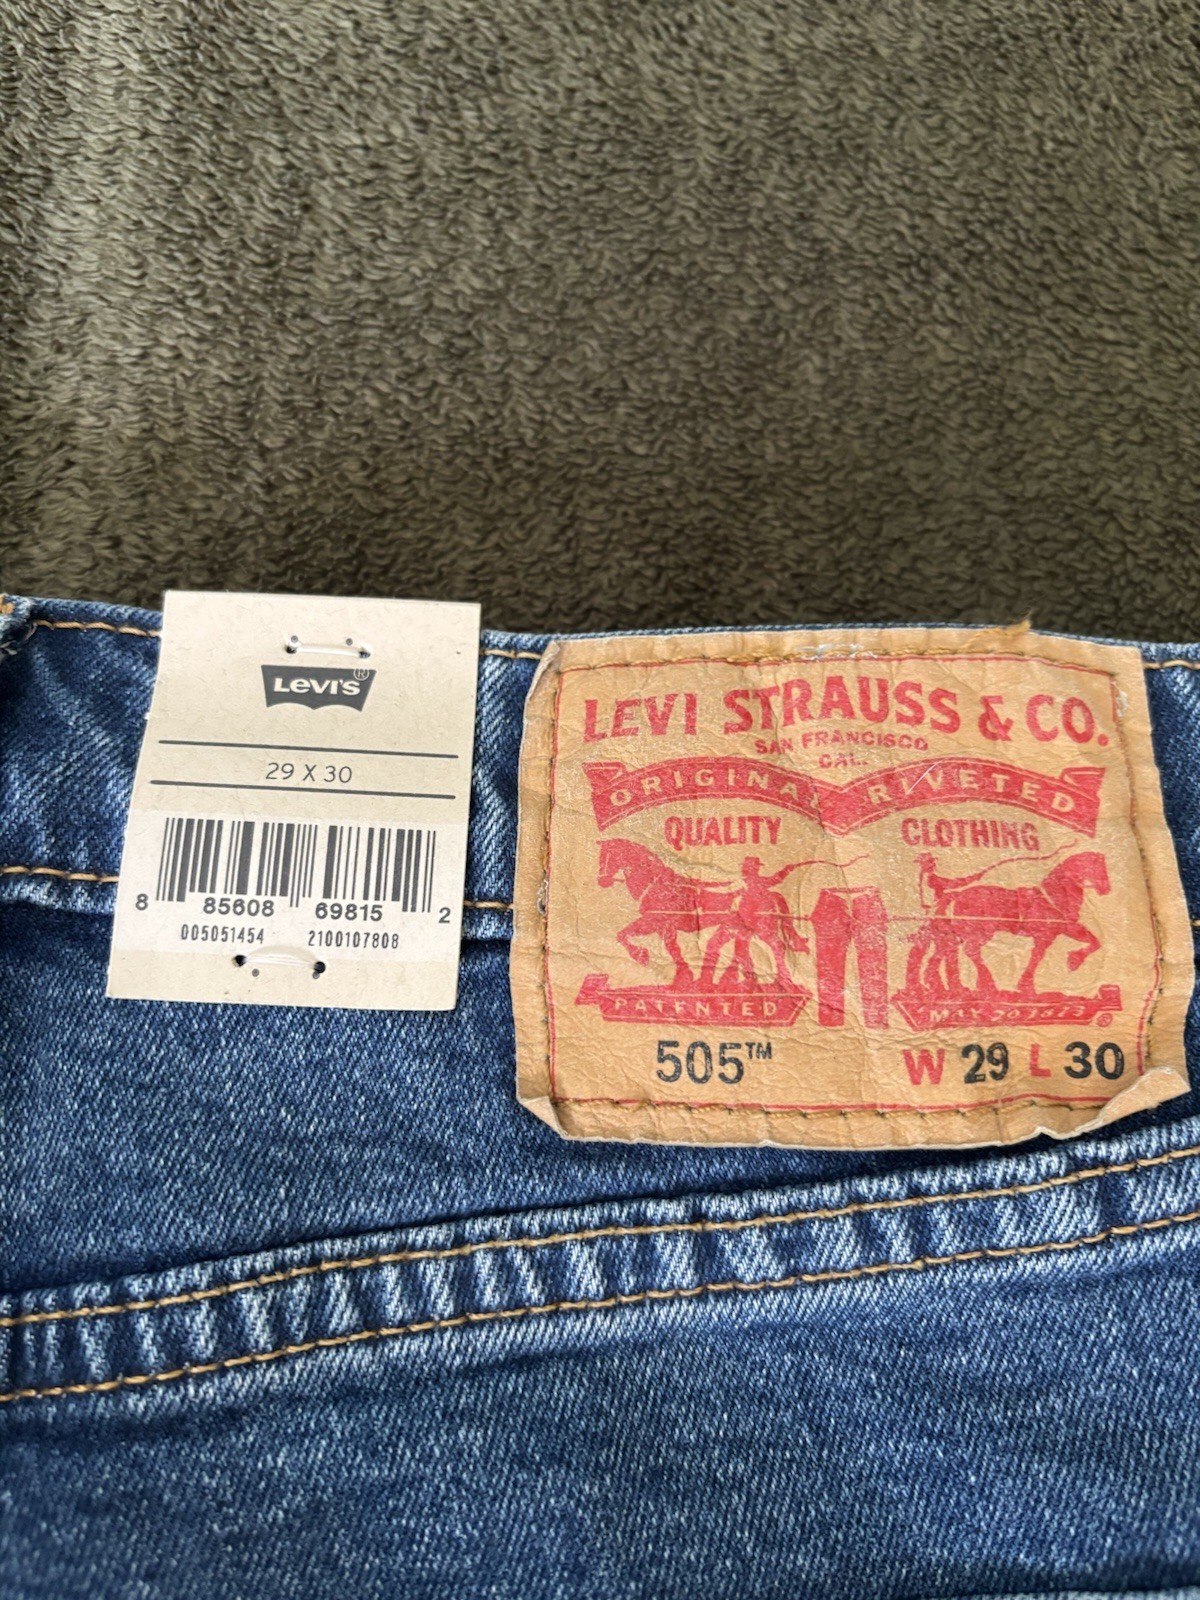 LEVI'S®
29 X 30
8 85608 69815 2
005051454 2100107808
LEVI STRAUSS & CO.
SAN FRANCISCO
CAL.
ORIGINAL RIVETED
QUALITY CLOTHING
PATENTED MAY 20 1873 ®
505™ W 29 L 30